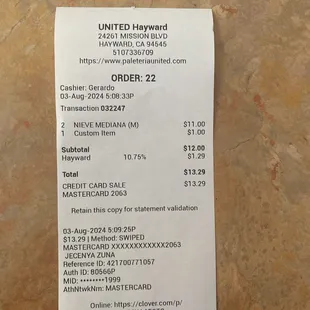 UNITED Hayward
24261 MISSION BLVD
HAYWARD, CA 94545
5107336709
https://www.paleteriaunited.com
ORDER: 22
Cashier: Gerardo
03-Aug-2024 5:08:33P
Transaction 032247
2 NIEVE MEDIANA (M) $11.00
1 Custom Item $1.00
Subtotal $12.00
Hayward 10.75% $1.29
Total $13.29
CREDIT CARD SALE $13.29
MASTERCARD 2063
Retain this copy for statement validation
03-Aug-2024 5:09:25P
$13.29 | Method: SWIPED
MASTERCARD XXXXXXXXXXXX2063
JECENYA ZUNA
Reference ID: 421700771057
Auth ID: 80566P
MID: ********1999
AthNtwkNm: MASTERCARD
Online: https://clover.com/p/